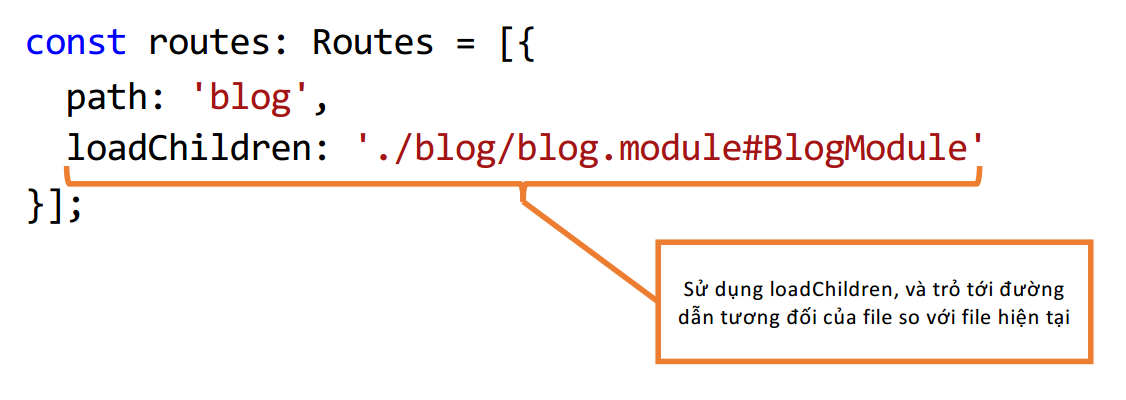 const routes: Routes = [{
path: 'blog',
loadChildren: './blog/blog.module#BlogModule'
}];
Sử dụng loadChildren, và trỏ tới đường
dẫn tương đối của file so với file hiện tại